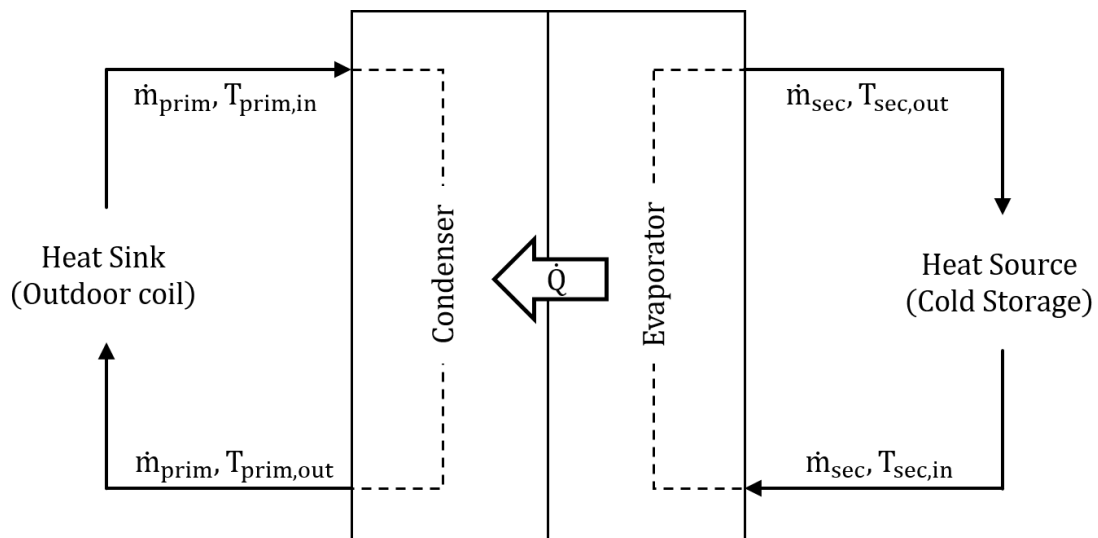 ṁprim, Tprim,in
ṁsec, Tsec,out
Heat Sink
(Outdoor coil)
Condenser
Q̇
Evaporator
Heat Source
(Cold Storage)
ṁprim, Tprim,out
ṁsec, Tsec,in